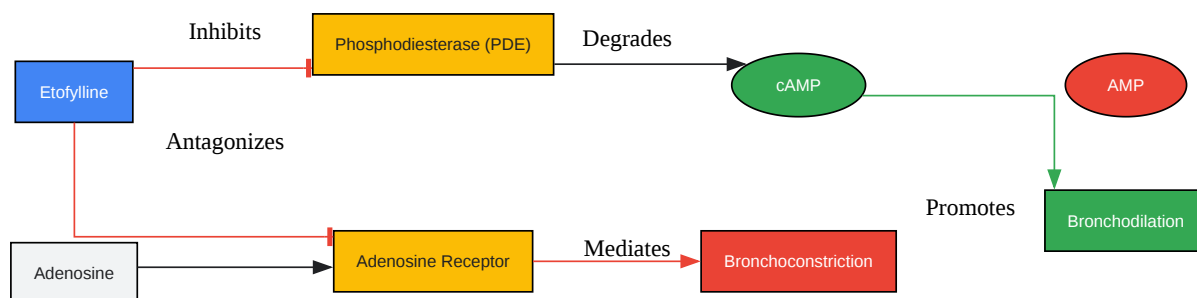 Inhibits
Phosphodiesterase (PDE)
Degrades
Etofylline
cAMP
AMP
Antagonizes
Promotes
Bronchodilation
Adenosine
Adenosine Receptor
Mediates
Bronchoconstriction